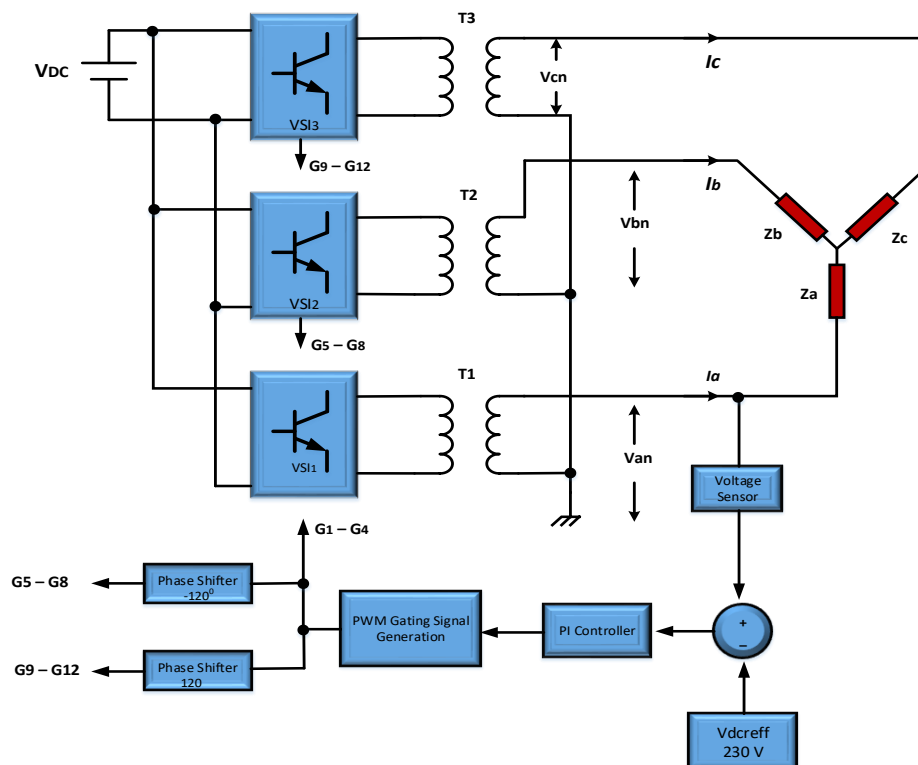 T3
VDC
VSI3
Vcn
Ic
G9 – G12
T2
Ib
VSI2
Vbn
Zb
Zc
Za
G5 – G8
T1
Ia
VSI1
Van
Voltage
Sensor
G1 – G4
G5 – G8
Phase Shifter
-120⁰
PWM Gating Signal
Generation
PI Controller
+
–
G9 – G12
Phase Shifter
120
Vdcreff
230 V